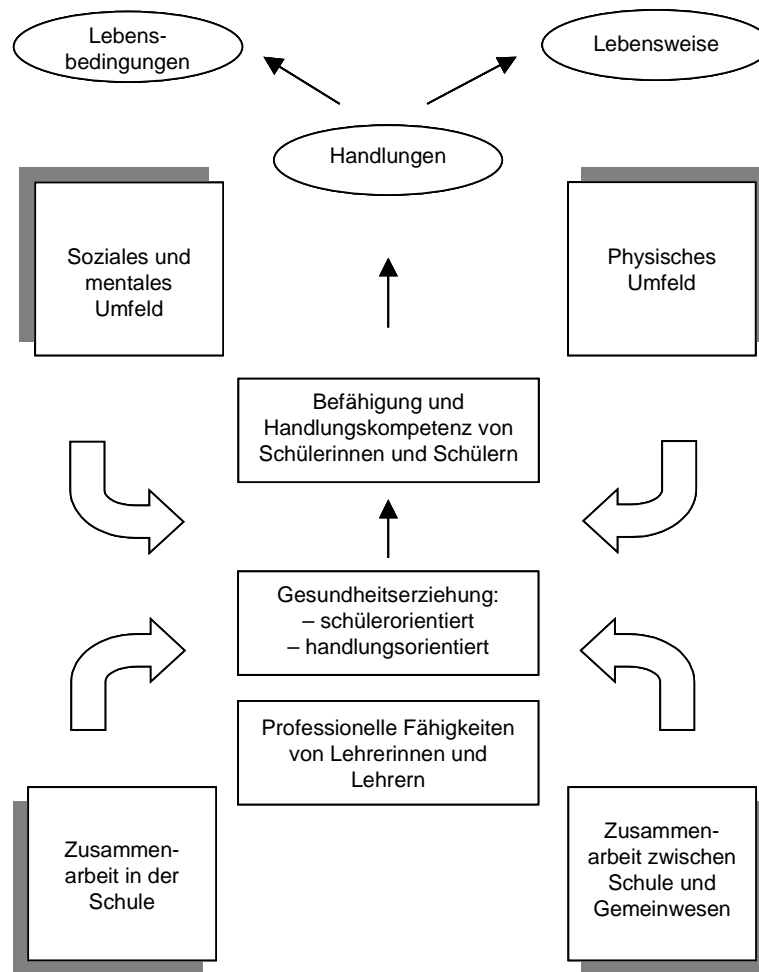 Lebens-
bedingungen
Lebensweise
Handlungen
Soziales und
mentales
Umfeld
Physisches
Umfeld
Befähigung und
Handlungskompetenz von
Schülerinnen und Schülern
Gesundheitserziehung:
– schülerorientiert
– handlungsorientiert
Professionelle Fähigkeiten
von Lehrerinnen und
Lehrern
Zusammen-
arbeit in der
Schule
Zusammen-
arbeit zwischen
Schule und
Gemeinwesen